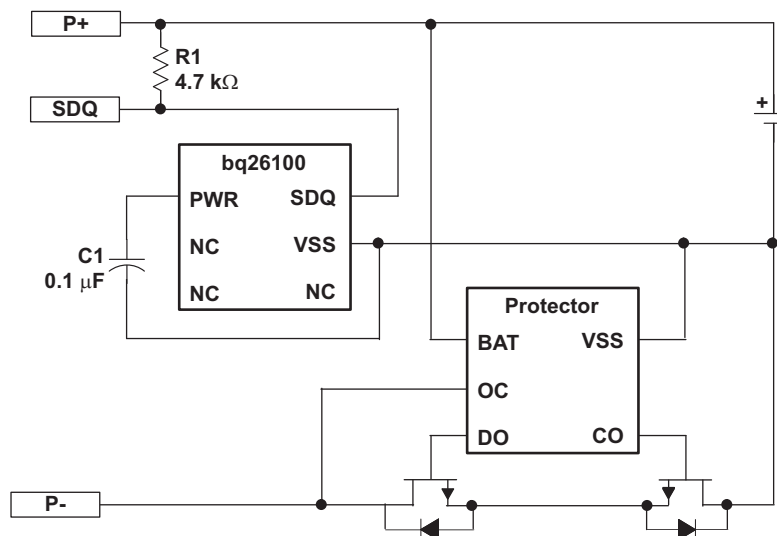 P+
R1
4.7 kΩ
SDQ
+
bq26100
PWR
SDQ
NC
VSS
NC
NC
C1
0.1 μF
Protector
BAT
VSS
OC
DO
CO
P-